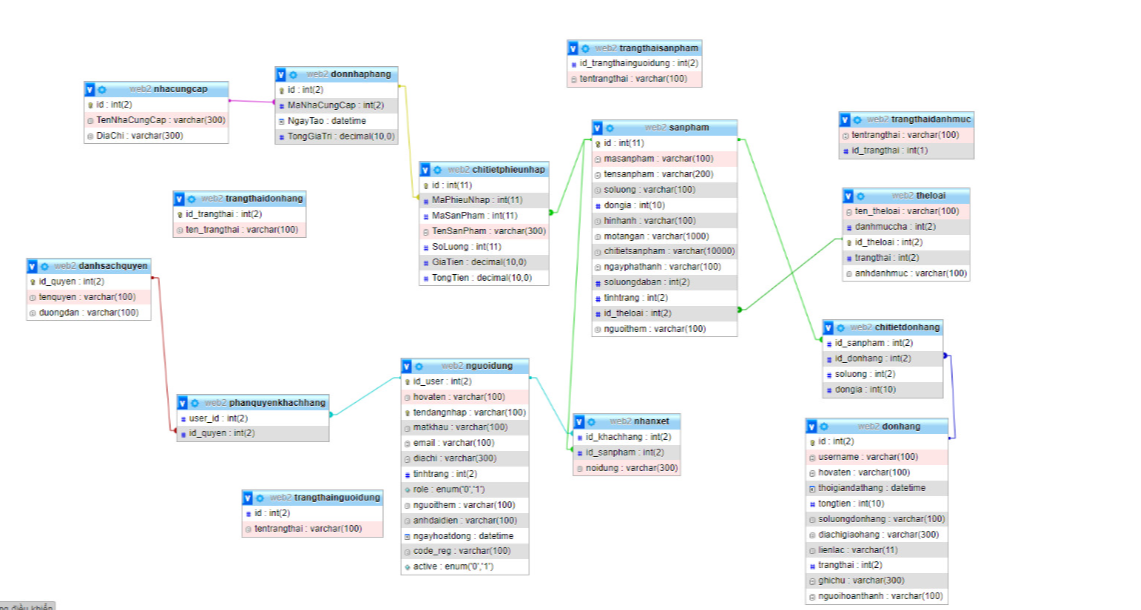 web2 trangthaisanpham
id_trangthainguoidung : int(2)
tentrangthai : varchar(100)
web2 nhacungcap
id : int(2)
TenNhaCungCap : varchar(300)
DiaChi : varchar(300)
web2 donnhaphang
id : int(2)
MaNhaCungCap : int(2)
NgayTao : datetime
TongGiaTri : decimal(10,0)
web2 sanpham
id : int(11)
masanpham : varchar(100)
tensanpham : varchar(200)
soluong : varchar(100)
dongia : int(10)
hinhanh : varchar(100)
motangan : varchar(1000)
chitietsanpham : varchar(10000)
ngayphathanh : varchar(100)
soluongdaban : int(2)
tinhtrang : int(2)
id_theloai : int(2)
nguoithem : varchar(100)
web2 trangthaidanhmuc
tentrangthai : varchar(100)
id_trangthai : int(1)
web2 chitietphieunhap
id : int(11)
MaPhieuNhap : int(11)
MaSanPham : int(11)
TenSanPham : varchar(300)
SoLuong : int(11)
GiaTien : decimal(10,0)
TongTien : decimal(10,0)
web2 trangthaidonhang
id_trangthai : int(2)
ten_trangthai : varchar(100)
web2 theloai
ten_theloai : varchar(100)
danhmuccha : int(2)
id_theloai : int(2)
trangthai : int(2)
anhdanhmuc : varchar(100)
web2 danhsachquyen
id_quyen : int(2)
tenquyen : varchar(100)
duongdan : varchar(100)
web2 chitietdonhang
id_sanpham : int(2)
id_donhang : int(2)
soluong : int(2)
dongia : int(10)
web2 phanquyenkhachhang
user_id : int(2)
id_quyen : int(2)
web2 nguoidung
id_user : int(2)
hovaten : varchar(100)
tendangnhap : varchar(100)
matkhau : varchar(100)
email : varchar(100)
diachi : varchar(300)
tinhtrang : int(2)
role : enum('0','1')
nguoithem : varchar(100)
anhdaidien : varchar(100)
ngayhoatdong : datetime
code_reg : varchar(100)
active : enum('0','1')
web2 nhanxet
id_khachhang : int(2)
id_sanpham : int(2)
noidung : varchar(300)
web2 donhang
id : int(2)
username : varchar(100)
hovaten : varchar(100)
thoigiandathang : datetime
tongtien : int(10)
soluongdonhang : varchar(100)
diachigiaohang : varchar(300)
lienlac : varchar(11)
trangthai : int(2)
ghichu : varchar(300)
nguoihoanthanh : varchar(100)
web2 trangthainguoidung
id : int(2)
tentrangthai : varchar(100)
ng điều khiển